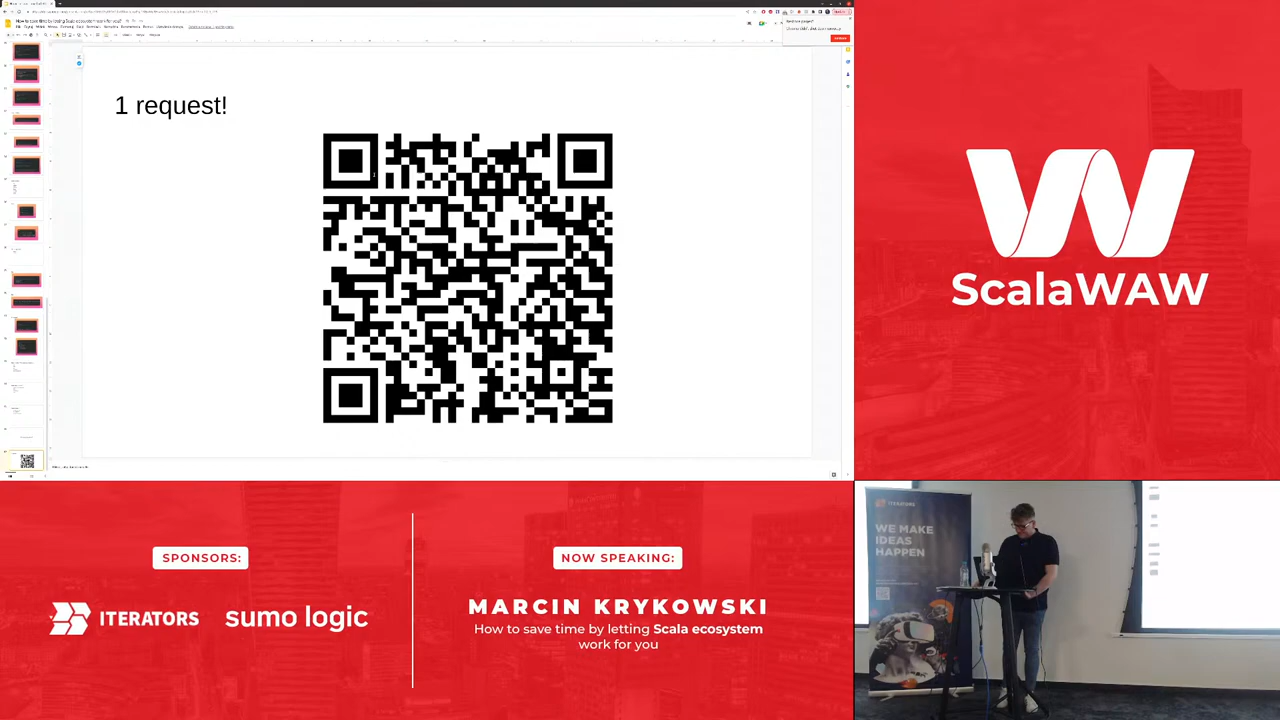 1 request!
ScalaWAW
SPONSORS:
ITERATORS
sumo logic
NOW SPEAKING:
MARCIN KRYKOWSKI
How to save time by letting Scala ecosystem
work for you
ITERATORS
WE MAKE
IDEAS
HAPPEN